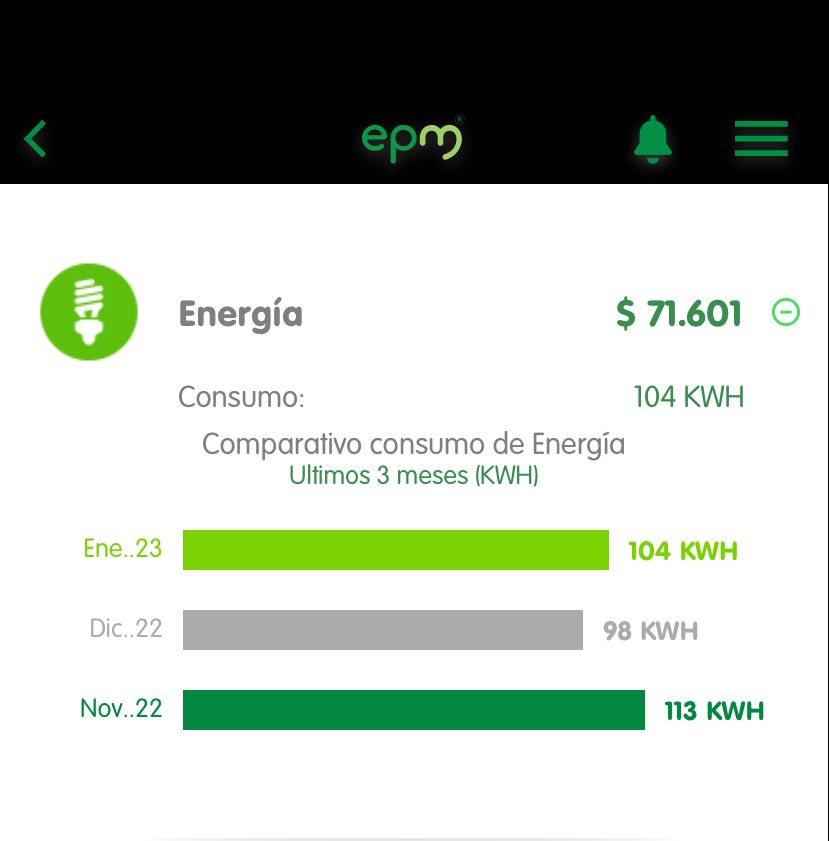 epm®
Energía $ 71.601
Consumo: 104 KWH
Comparativo consumo de Energía
Ultimos 3 meses (KWH)
Ene..23 104 KWH
Dic..22 98 KWH
Nov..22 113 KWH